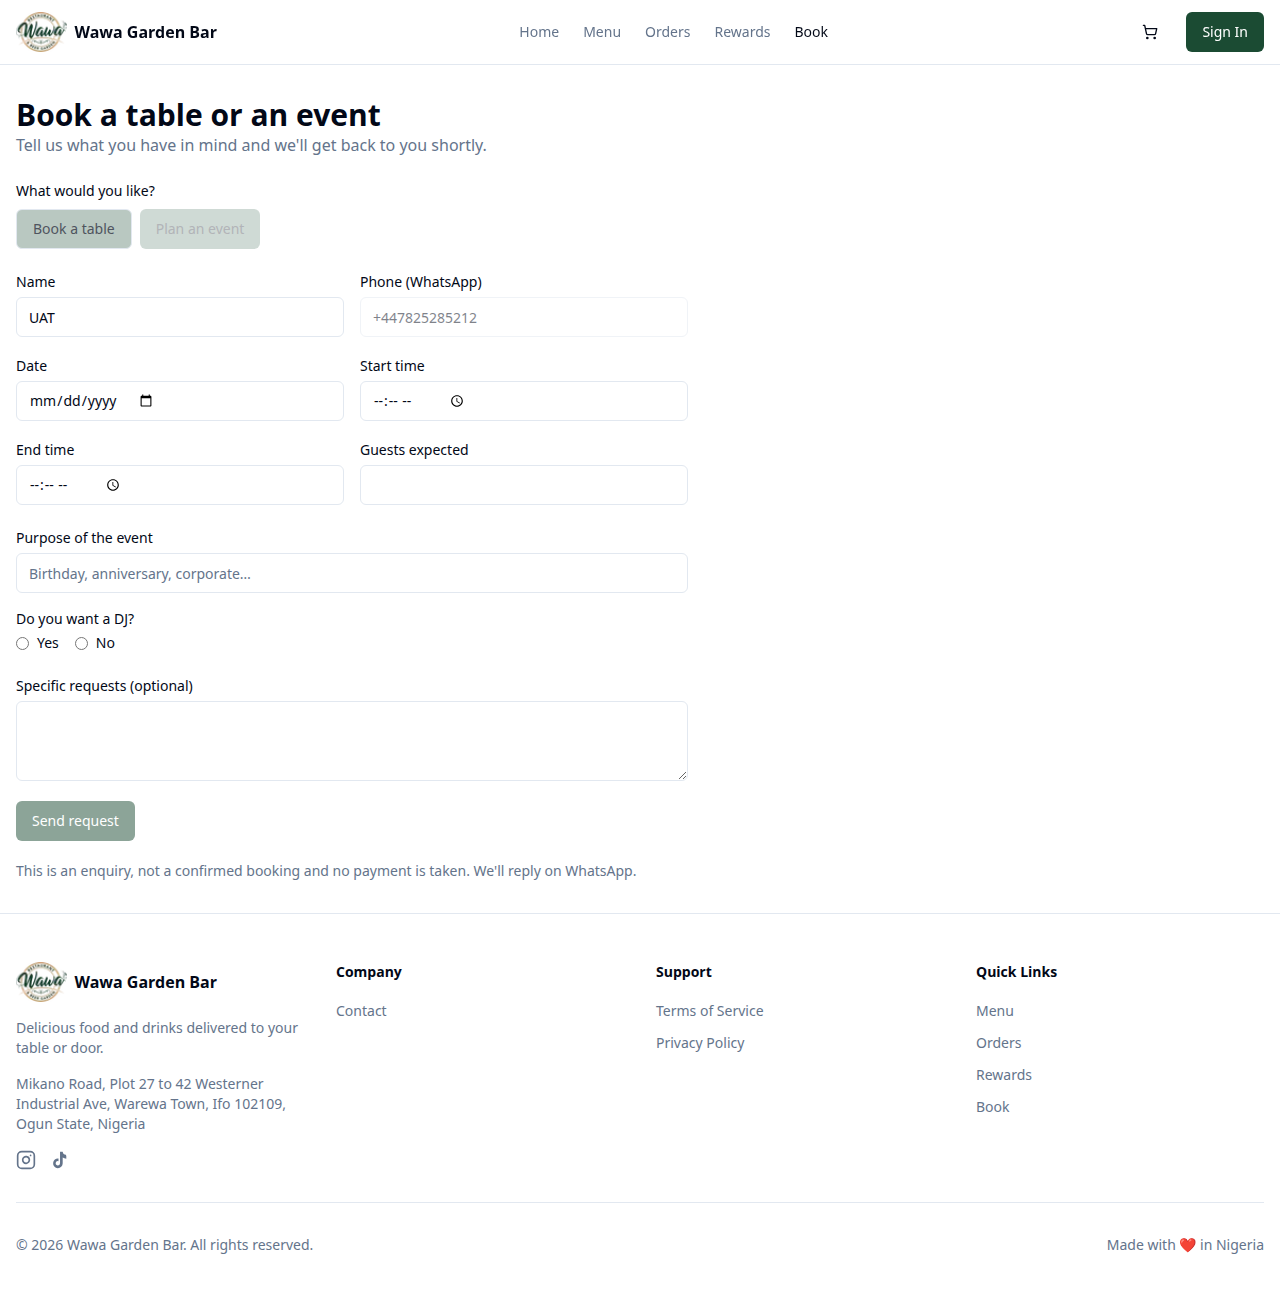 Wawa
Wawa Garden Bar
Home
Menu
Orders
Rewards
Book
Sign In
Book a table or an event
Tell us what you have in mind and we'll get back to you shortly.
What would you like?
Book a table
Plan an event
Name
Phone (WhatsApp)
UAT
+447825285212
Date
Start time
mm/dd/yyyy
--:-- --
End time
Guests expected
--:-- --
Purpose of the event
Birthday, anniversary, corporate...
Do you want a DJ?
Yes
No
Specific requests (optional)
Send request
This is an enquiry, not a confirmed booking and no payment is taken. We'll reply on WhatsApp.
Wawa
Wawa Garden Bar
Delicious food and drinks delivered to your
table or door.
Mikano Road, Plot 27 to 42 Westerner
Industrial Ave, Warewa Town, Ifo 102109,
Ogun State, Nigeria
Company
Contact
Support
Terms of Service
Privacy Policy
Quick Links
Menu
Orders
Rewards
Book
© 2026 Wawa Garden Bar. All rights reserved.
Made with ❤️ in Nigeria